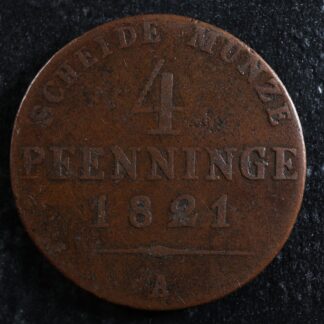 SCHEIDE MÜNZE
4
PFENNINGE
1821
A